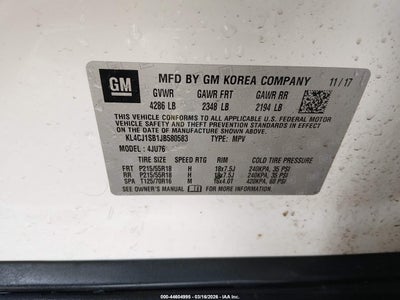 GM
MFD BY GM KOREA COMPANY 11/17
GVWR GAWR FRT GAWR RR
4286 LB 2348 LB 2194 LB
THIS VEHICLE CONFORMS TO ALL APPLICABLE U.S. FEDERAL MOTOR
VEHICLE SAFETY, BUMPER, AND THEFT PREVENTION STANDARDS IN
EFFECT ON THE DATE OF MANUFACTURE SHOWN ABOVE.
KL4CJ1SB1JB580583 TYPE: MPV
MODEL: 4JU76
TIRE SIZE SPEED RTG RIM COLD TIRE PRESSURE
FRT P215/55R18 H 18x7.5J 240KPA, 35 PSI
RR P215/55R18 H 18x7.5J 240KPA, 35 PSI
SPA T125/70R16 M 16x4.0T 420KPA, 60 PSI
SEE OWNER'S MANUAL FOR MORE INFORMATION
000-44604995 - 03/18/2026 - IAA Inc.